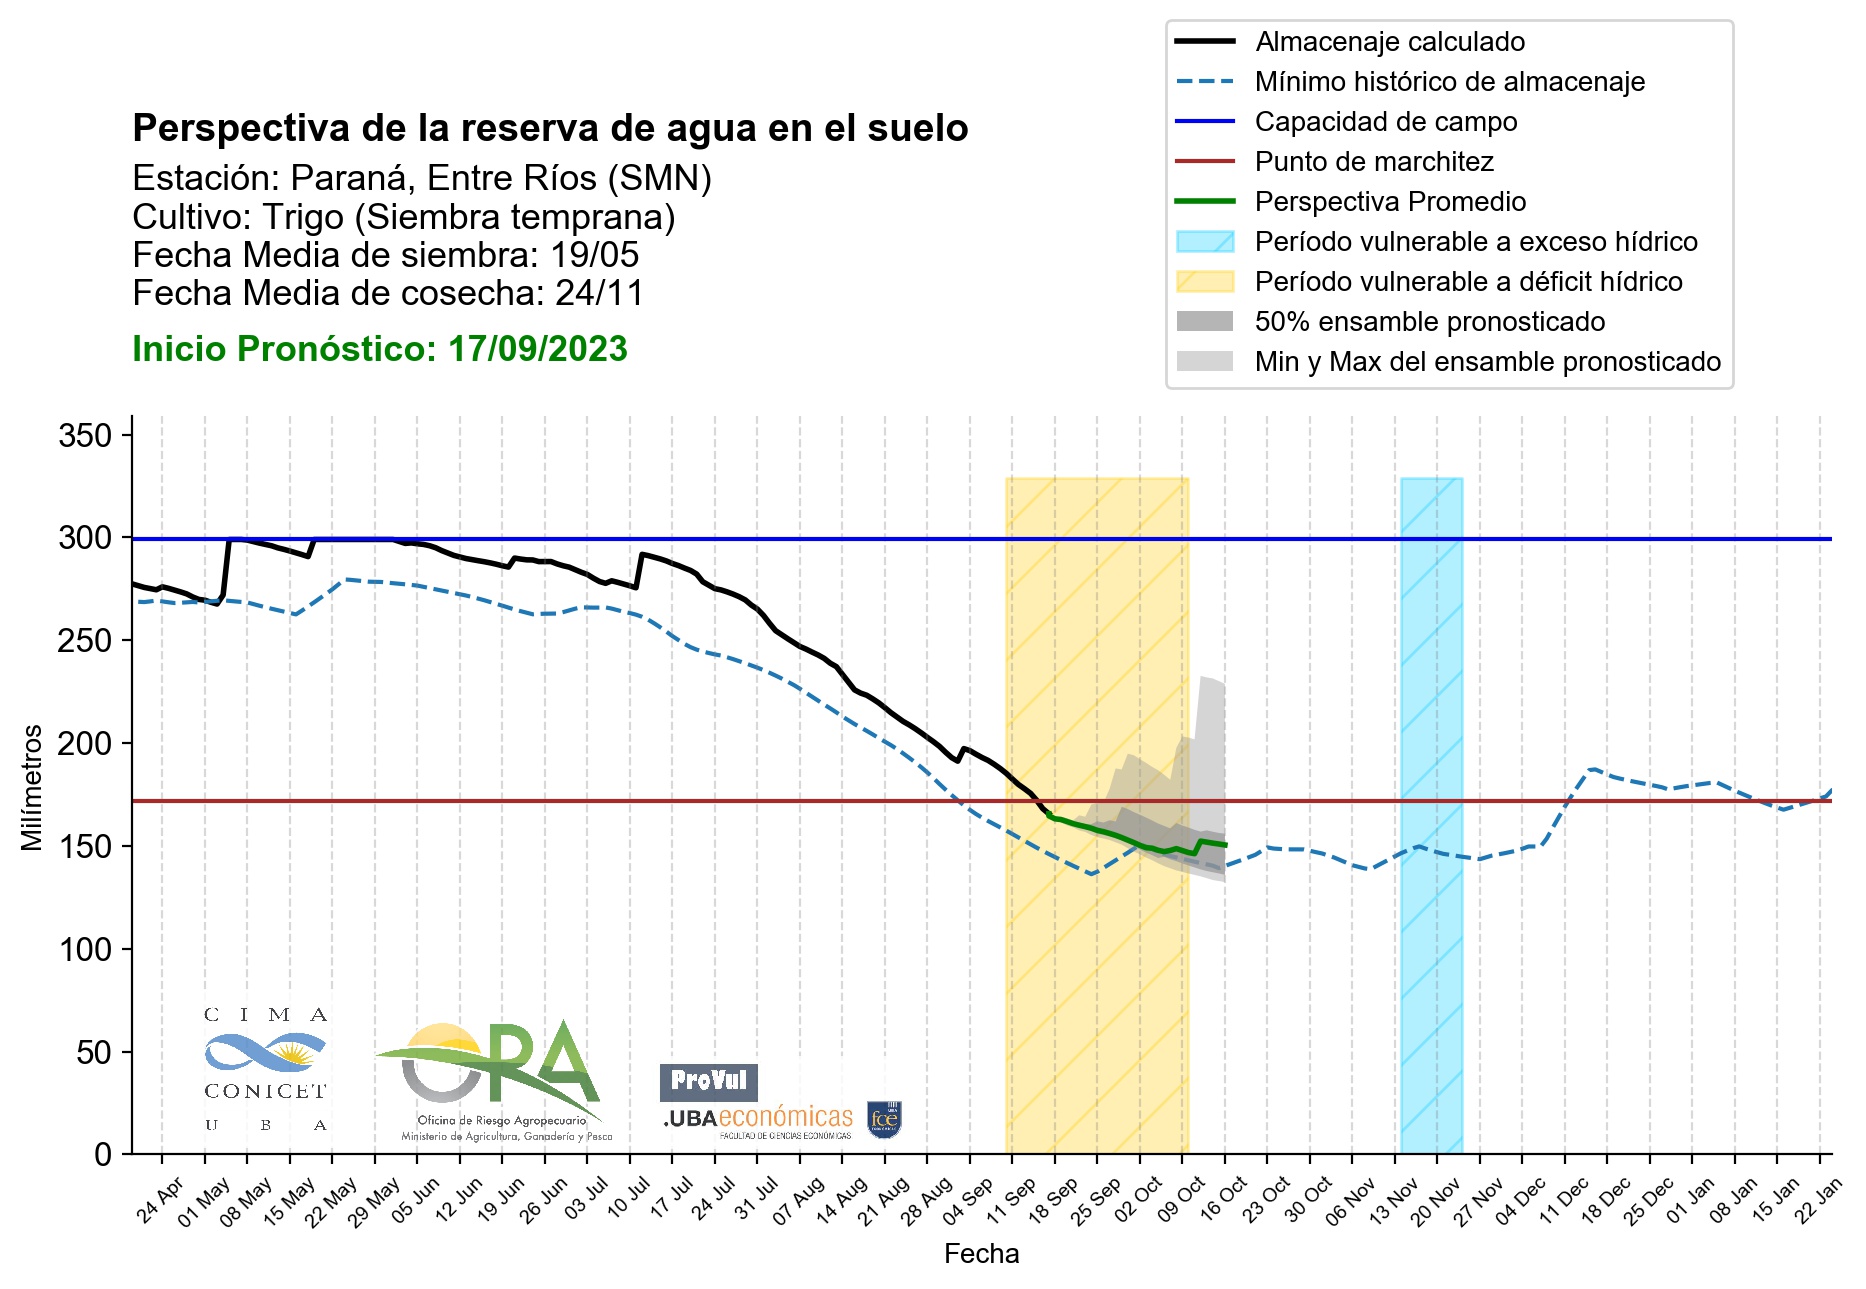 Almacenaje calculado
Mínimo histórico de almacenaje
Capacidad de campo
Punto de marchitez
Perspectiva Promedio
Período vulnerable a exceso hídrico
Período vulnerable a déficit hídrico
50% ensamble pronosticado
Min y Max del ensamble pronosticado
Perspectiva de la reserva de agua en el suelo
Estación: Paraná, Entre Ríos (SMN)
Cultivo: Trigo (Siembra temprana)
Fecha Media de siembra: 19/05
Fecha Media de cosecha: 24/11
Inicio Pronóstico: 17/09/2023
Milímetros
350
300
250
200
150
100
50
0
CIMA
CONICET
UBA
OPA
Oficina de Riesgo Agropecuario
Ministerio de Agricultura, Ganadería y Pesca
ProVul
.UBAeconómicas
FACULTAD DE CIENCIAS ECONÓMICAS
UBA
fce
ECONÓMICAS
24 Apr
01 May
08 May
15 May
22 May
29 May
05 Jun
12 Jun
19 Jun
26 Jun
03 Jul
10 Jul
17 Jul
24 Jul
31 Jul
07 Aug
14 Aug
21 Aug
28 Aug
04 Sep
11 Sep
18 Sep
25 Sep
02 Oct
09 Oct
16 Oct
23 Oct
30 Oct
06 Nov
13 Nov
20 Nov
27 Nov
04 Dec
11 Dec
18 Dec
25 Dec
01 Jan
08 Jan
15 Jan
22 Jan
Fecha